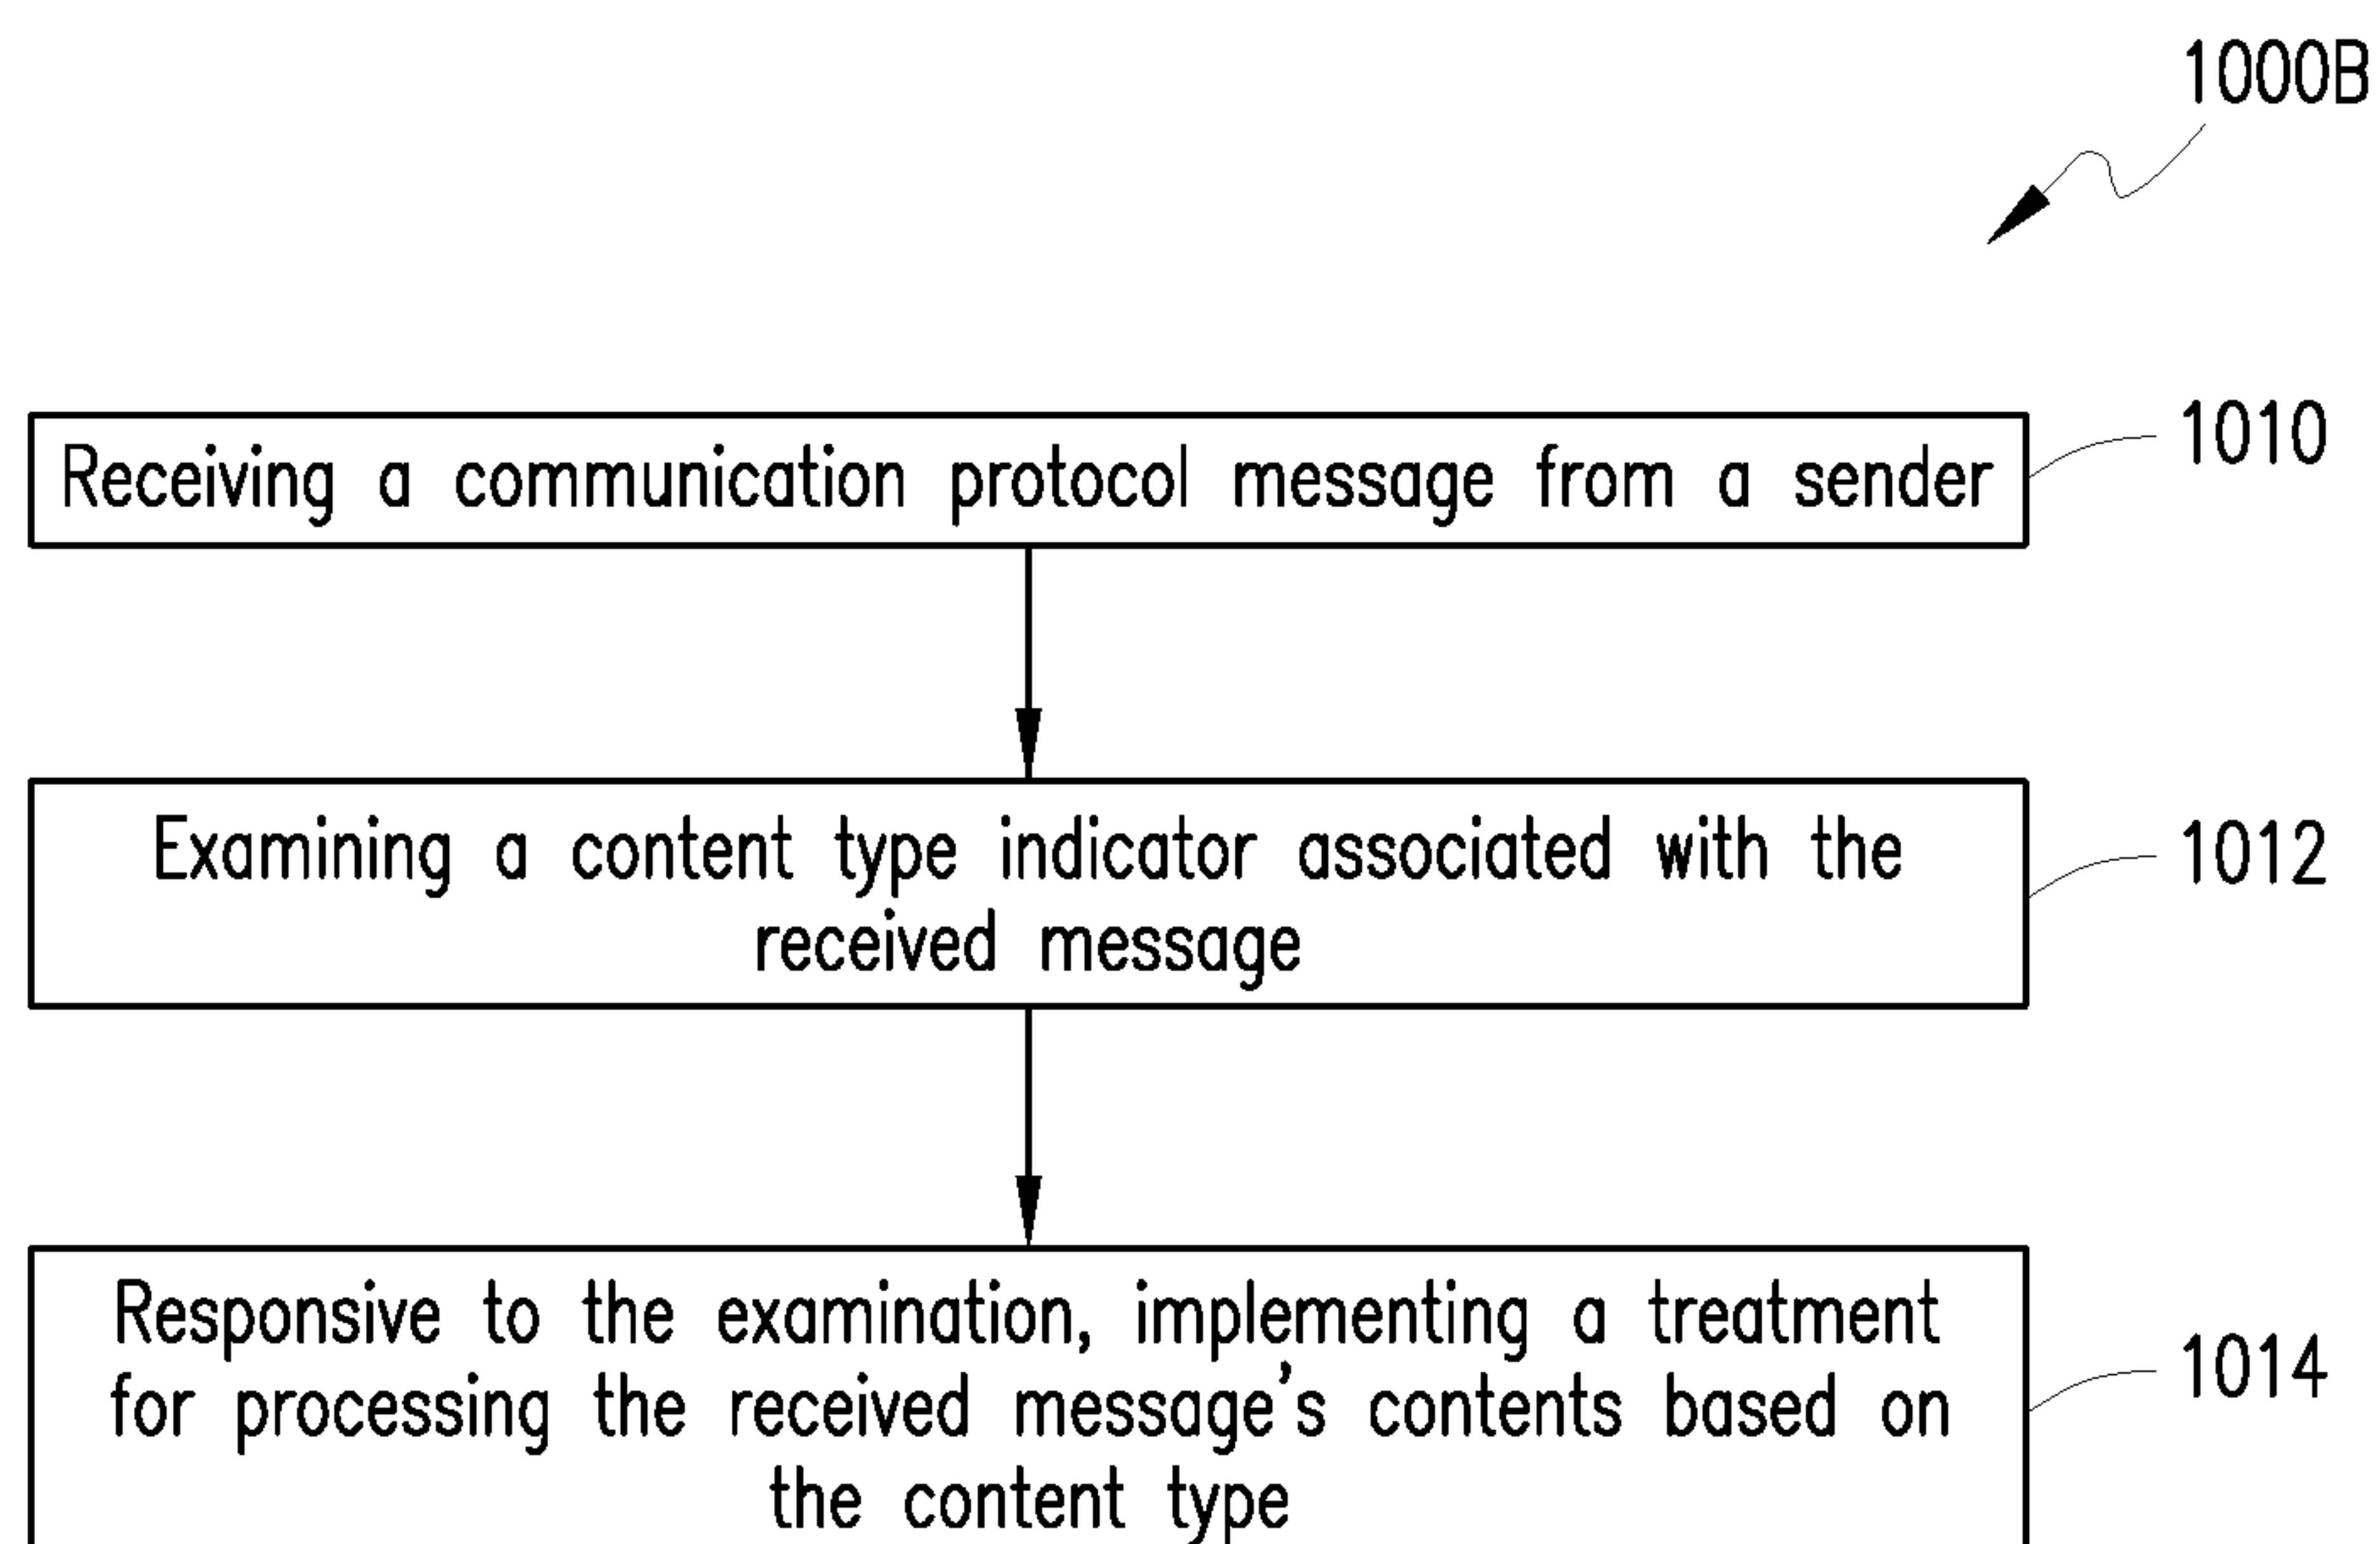 1000B
Receiving a communication protocol message from a sender
1010
Examining a content type indicator associated with the
received message
1012
Responsive to the examination, implementing a treatment
for processing the received message's contents based on
the content type
1014